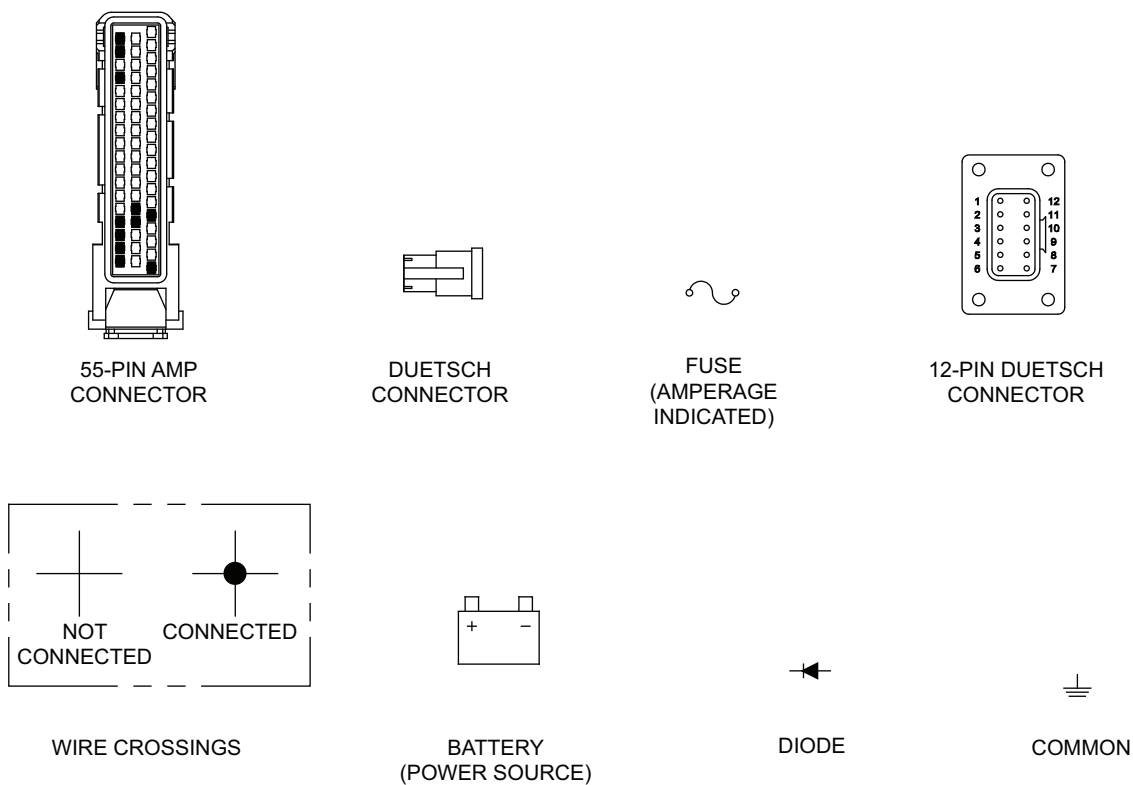 1
2
3
4
5
6
12
11
10
9
8
7
55-PIN AMP
CONNECTOR
DUETSCH
CONNECTOR
FUSE
(AMPERAGE
INDICATED)
12-PIN DUETSCH
CONNECTOR
NOT
CONNECTED
CONNECTED
WIRE CROSSINGS
+ −
BATTERY
(POWER SOURCE)
DIODE
COMMON